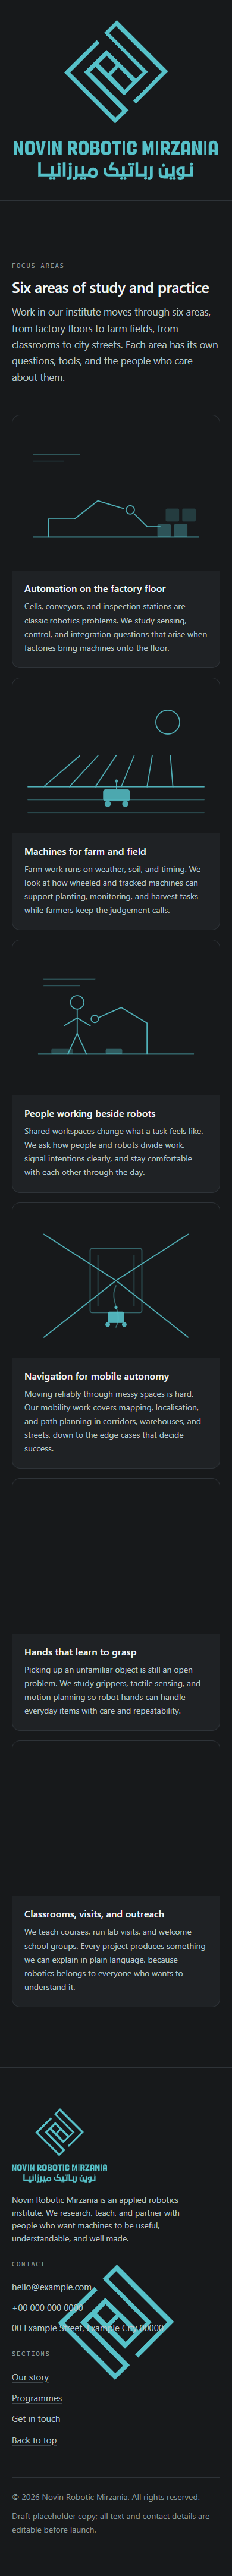 NOVIN ROBOTIC MIRZANIA
نوین رباتیک میرزانیا
FOCUS AREAS
Six areas of study and practice
Work in our institute moves through six areas,
from factory floors to farm fields, from
classrooms to city streets. Each area has its own
questions, tools, and the people who care
about them.
Automation on the factory floor
Cells, conveyors, and inspection stations are
classic robotics problems. We study sensing,
control, and integration questions that arise when
factories bring machines onto the floor.
Machines for farm and field
Farm work runs on weather, soil, and timing. We
look at how wheeled and tracked machines can
support planting, monitoring, and harvest tasks
while farmers keep the judgement calls.
People working beside robots
Shared workspaces change what a task feels like.
We ask how people and robots divide work,
signal intentions clearly, and stay comfortable
with each other through the day.
Navigation for mobile autonomy
Moving reliably through messy spaces is hard.
Our mobility work covers mapping, localisation,
and path planning in corridors, warehouses, and
streets, down to the edge cases that decide
success.
Hands that learn to grasp
Picking up an unfamiliar object is still an open
problem. We study grippers, tactile sensing, and
motion planning so robot hands can handle
everyday items with care and repeatability.
Classrooms, visits, and outreach
We teach courses, run lab visits, and welcome
school groups. Every project produces something
we can explain in plain language, because
robotics belongs to everyone who wants to
understand it.
NOVIN ROBOTIC MIRZANIA
نوین رباتیک میرزانیا
Novin Robotic Mirzania is an applied robotics
institute. We research, teach, and partner with
people who want machines to be useful,
understandable, and well made.
CONTACT
hello@example.com
+00 000 000 0000
00 Example Street, Example City 00000
SECTIONS
Our story
Programmes
Get in touch
Back to top
© 2026 Novin Robotic Mirzania. All rights reserved.
Draft placeholder copy: all text and contact details are
editable before launch.